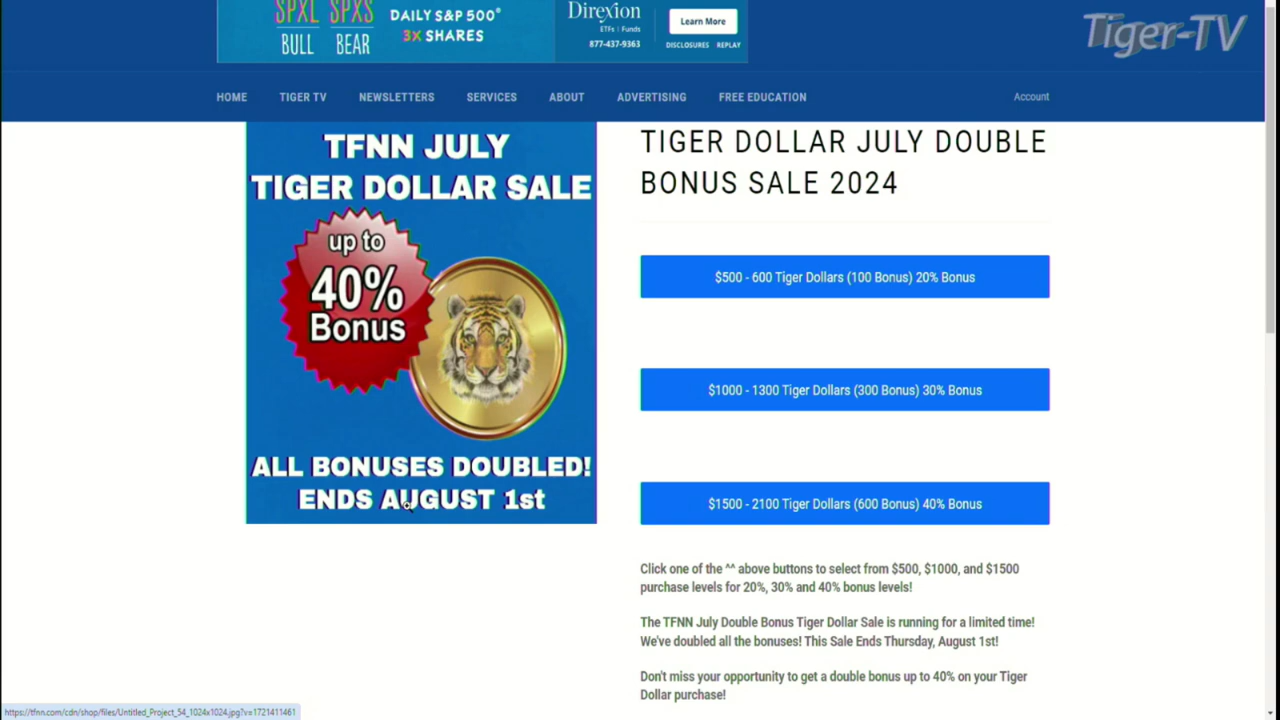 SPXL SPXS
BULL BEAR
DAILY S&P 500®
3X SHARES
Direxion
ETFs | Funds
877-437-9363
Learn More
DISCLOSURES REPLAY
Tiger-TV
HOME TIGER TV NEWSLETTERS SERVICES ABOUT ADVERTISING FREE EDUCATION Account
TFNN JULY
TIGER DOLLAR SALE
up to
40%
Bonus
ALL BONUSES DOUBLED!
ENDS AUGUST 1st
TIGER DOLLAR JULY DOUBLE
BONUS SALE 2024
$500 - 600 Tiger Dollars (100 Bonus) 20% Bonus
$1000 - 1300 Tiger Dollars (300 Bonus) 30% Bonus
$1500 - 2100 Tiger Dollars (600 Bonus) 40% Bonus
Click one of the ^^ above buttons to select from $500, $1000, and $1500
purchase levels for 20%, 30% and 40% bonus levels!
The TFNN July Double Bonus Tiger Dollar Sale is running for a limited time!
We've doubled all the bonuses! This Sale Ends Thursday, August 1st!
Don't miss your opportunity to get a double bonus up to 40% on your Tiger
Dollar purchase!
https://tfnn.com/cdn/shop/files/Untitled_Project_54_1024x1024.jpg?v=1721411461